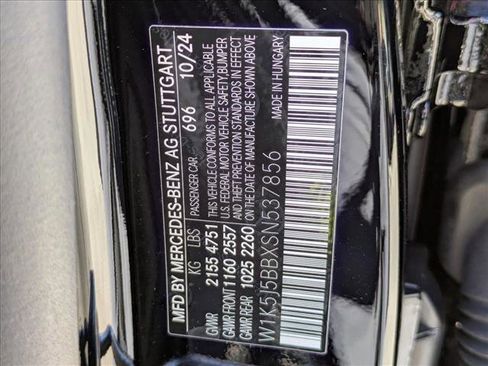 MFD BY MERCEDES-BENZ AG STUTTGART
PASSENGER CAR 696 10/24
KG LBS
GVWR 2155 4751
GAWR FRONT 1160 2557
GAWR REAR 1025 2260
THIS VEHICLE CONFORMS TO ALL APPLICABLE
U.S. FEDERAL MOTOR VEHICLE SAFETY, BUMPER
AND THEFT PREVENTION STANDARDS IN EFFECT
ON THE DATE OF MANUFACTURE SHOWN ABOVE
MADE IN HUNGARY
W1K5J5BBXSN537856